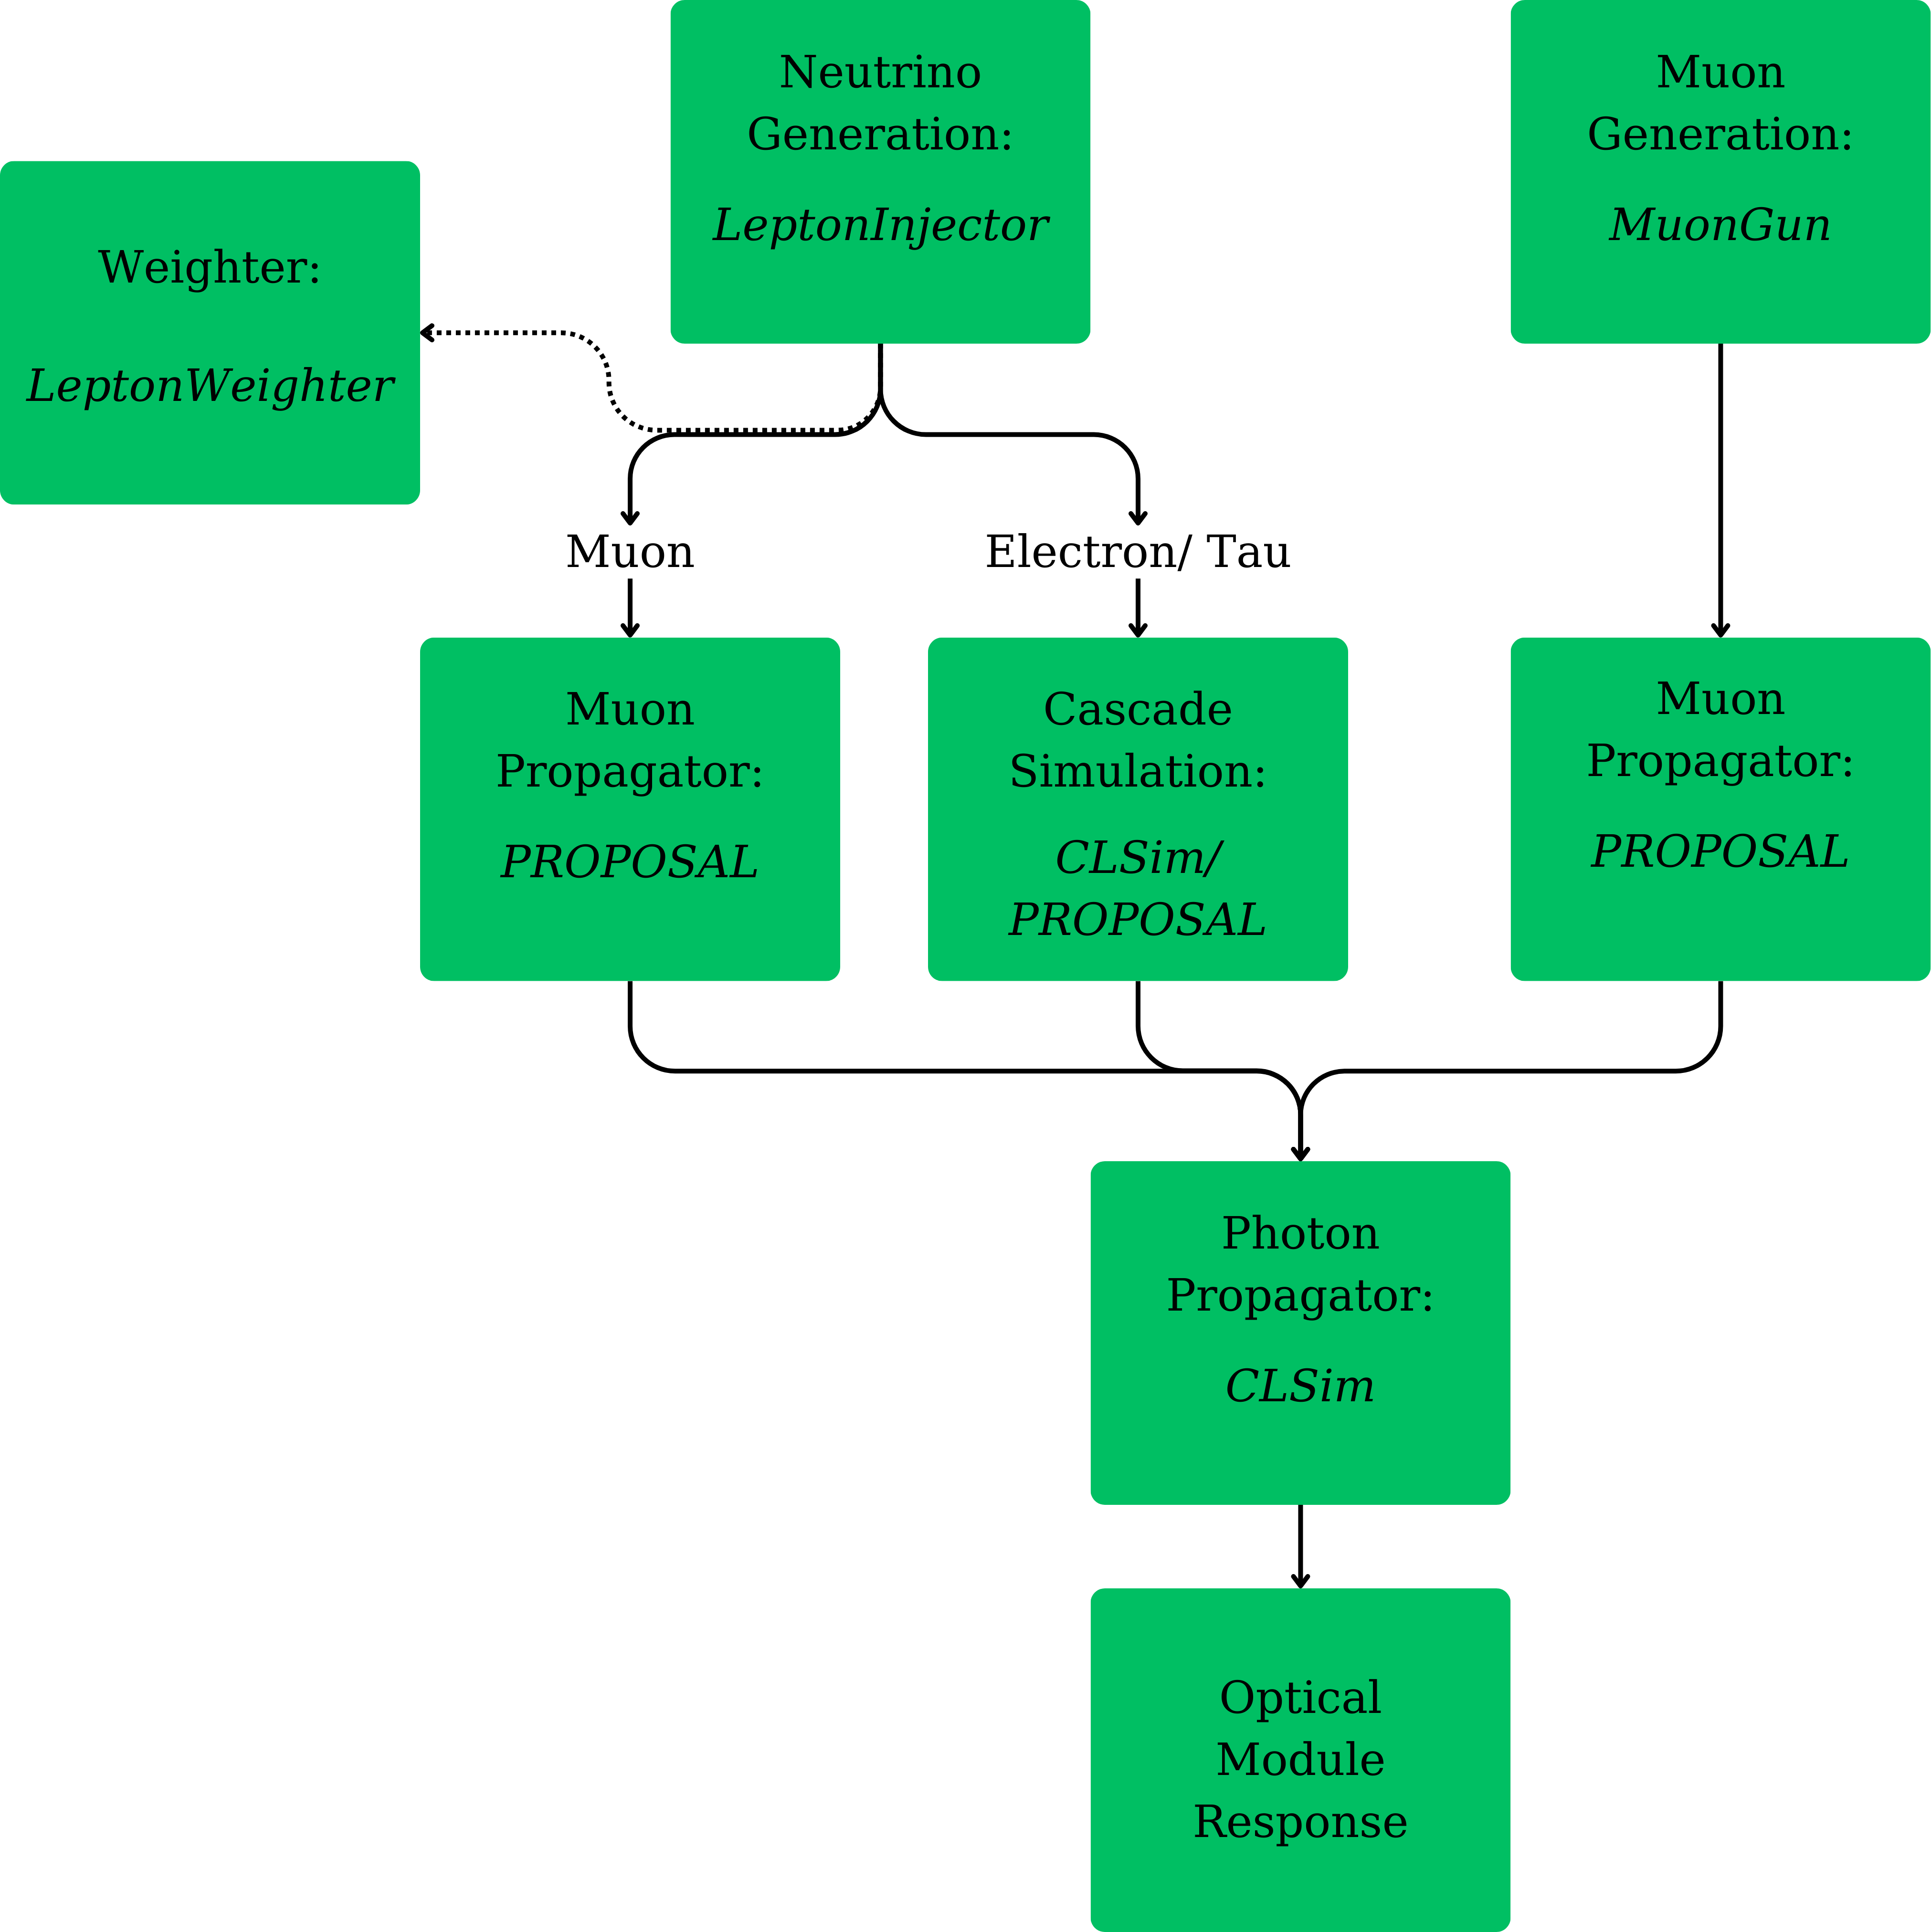 Neutrino
Generation:
LeptonInjector
Muon
Generation:
MuonGun
Weighter:
LeptonWeighter
Muon
Electron/ Tau
Muon
Propagator:
PROPOSAL
Cascade
Simulation:
CLSim/
PROPOSAL
Muon
Propagator:
PROPOSAL
Photon
Propagator:
CLSim
Optical
Module
Response